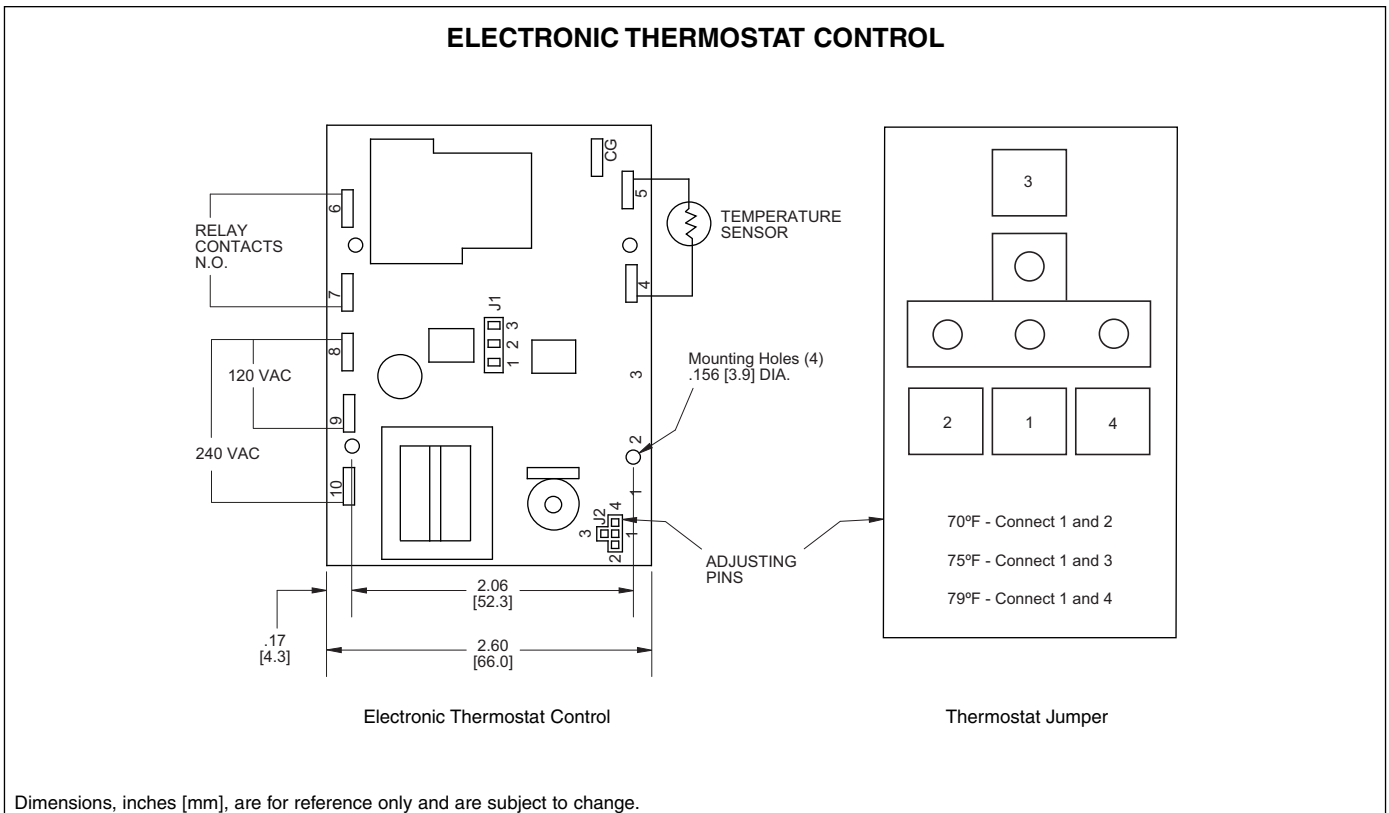 ELECTRONIC THERMOSTAT CONTROL
CG
5
6
TEMPERATURE
SENSOR
RELAY
CONTACTS
N.O.
4
7
J1
3
2
1
8
120 VAC
3
Mounting Holes (4)
.156 [3.9] DIA.
9
2
240 VAC
10
1
J2
4
3
1
2
ADJUSTING
PINS
2.06
[52.3]
.17
[4.3]
2.60
[66.0]
Electronic Thermostat Control
3
2
1
4
70ºF - Connect 1 and 2
75ºF - Connect 1 and 3
79ºF - Connect 1 and 4
Thermostat Jumper
Dimensions, inches [mm], are for reference only and are subject to change.